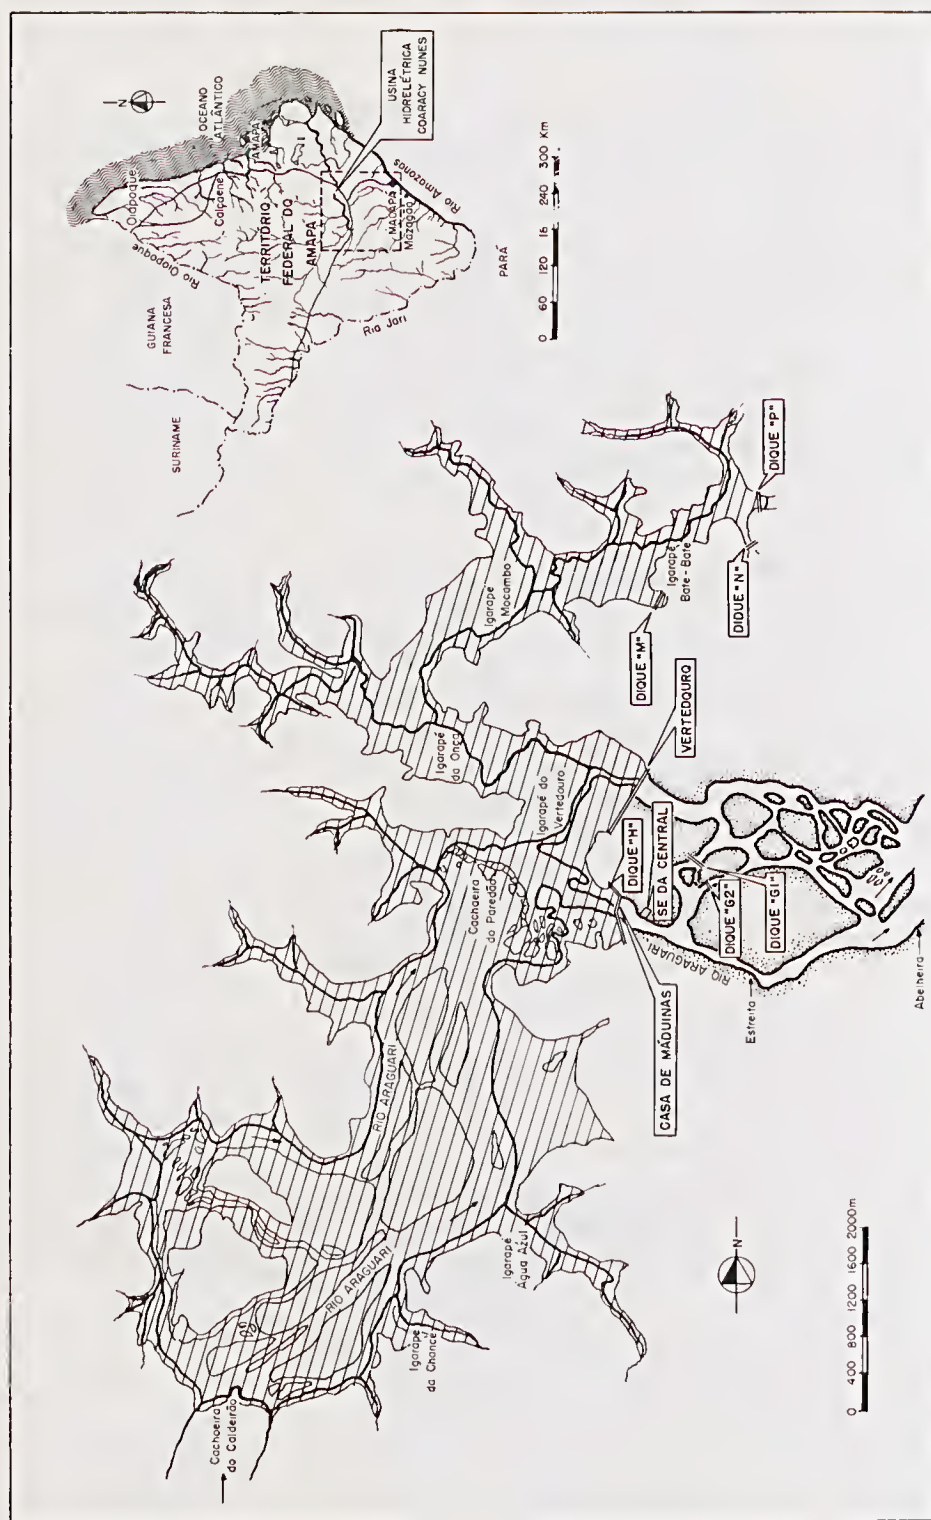 SURINAME
GUIANA
FRANCESA
Rio Oiapoque
Oiapoque
Calçoene
OCEANO
ATLÂNTICO
AMAPÁ
N
TERRITÓRIO
FEDERAL DO
AMAPÁ
MACAPÁ
Mazagão
Rio Amazonas
Rio Jari
PARÁ
USINA
HIDRELÉTRICA
COARACY NUNES
0 60 120 16 240 300 Km
Cachoeira
do Caldeirão
RIO ARAGUARI
RIO ARAGUARI
Igarapé
da Chance
Igarapé
Água Azul
Cachoeira
do Paredão
Igarapé do
Vertedouro
Igarapé
da Onça
Igarapé
Mocambo
Igarapé
Bate-Bate
DIQUE "M"
DIQUE "N"
DIQUE "P"
VERTEDOURO
DIQUE "H"
SE DA CENTRAL
DIQUE "G2"
DIQUE "G1"
CASA DE MÁQUINAS
RIO ARAGUARI
Estreito
Abelheira
N
0 400 800 1200 1600 2000m